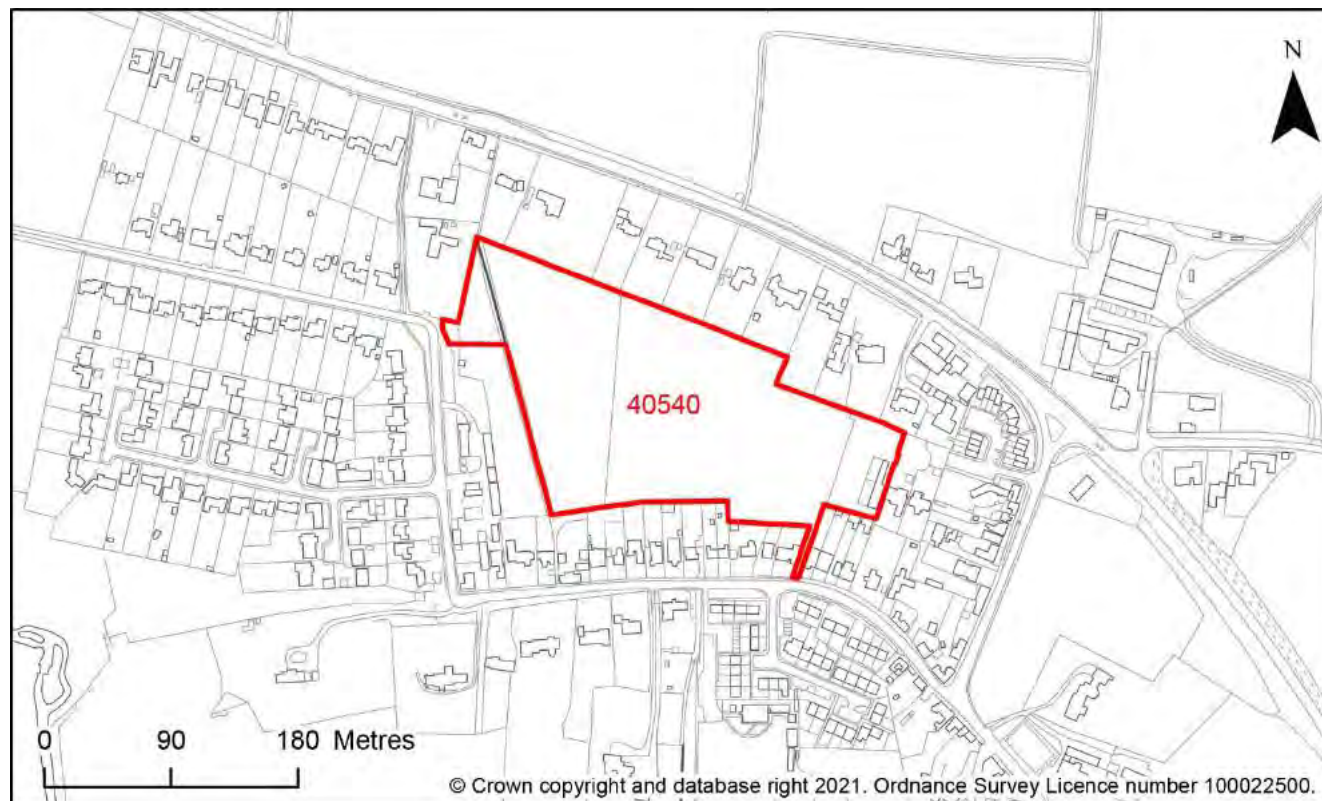 N
40540
0 90 180 Metres
© Crown copyright and database right 2021. Ordnance Survey Licence number 100022500.